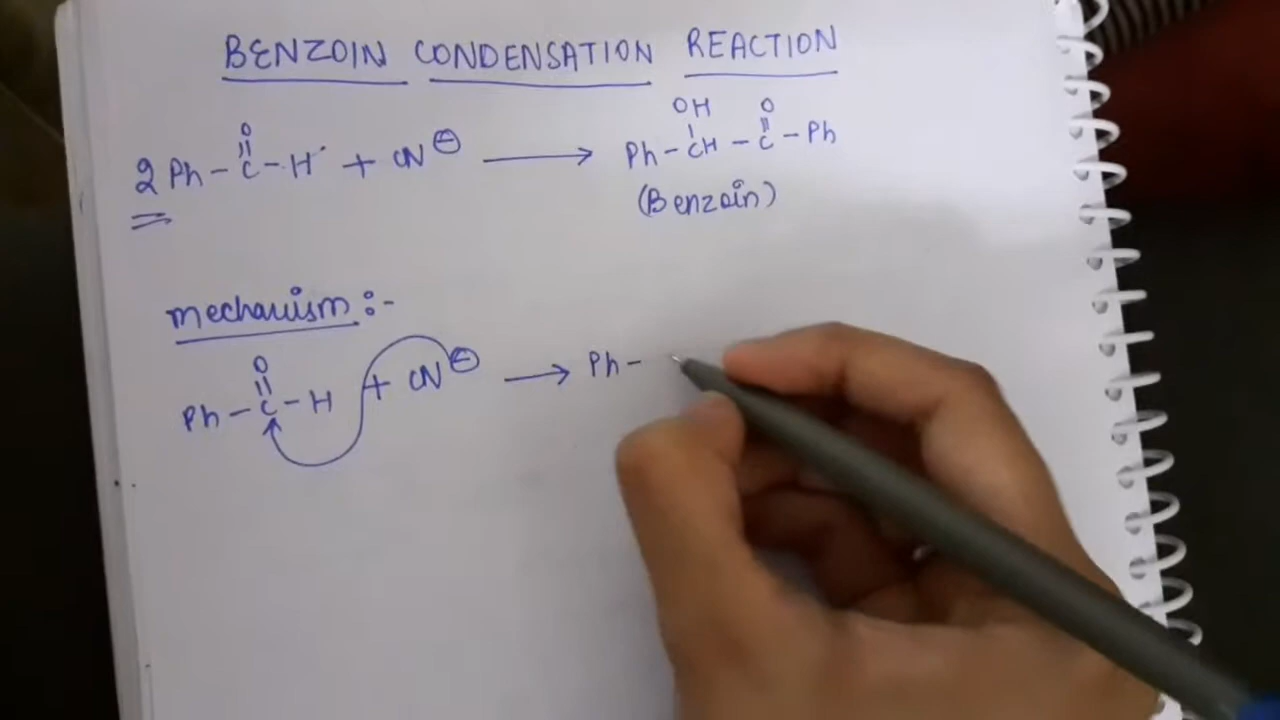 BENZOIN CONDENSATION REACTION
OH O
O
2 Ph - C - H + CN ⊖ → Ph - CH - C - Ph
(Benzoin)
mechanism :-
O
Ph - C - H + CN ⊖ → Ph -